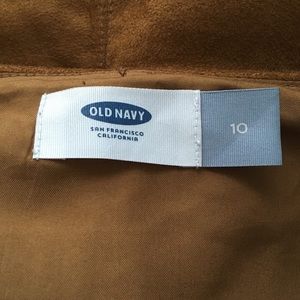 OLD NAVY
SAN FRANCISCO
CALIFORNIA
10